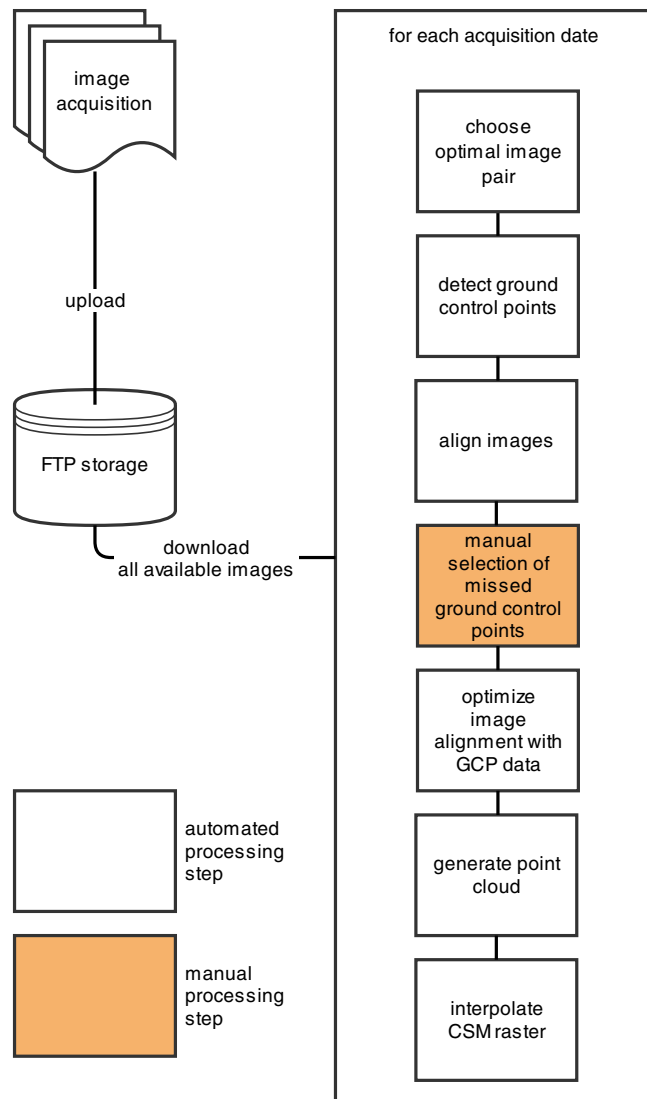 image
acquisition
upload
FTP storage
download
all available images
for each acquisition date
choose
optimal image
pair
detect ground
control points
align images
manual
selection of
missed
ground control
points
optimize
image
alignment with
GCP data
generate point
cloud
interpolate
CSM raster
automated
processing
step
manual
processing
step